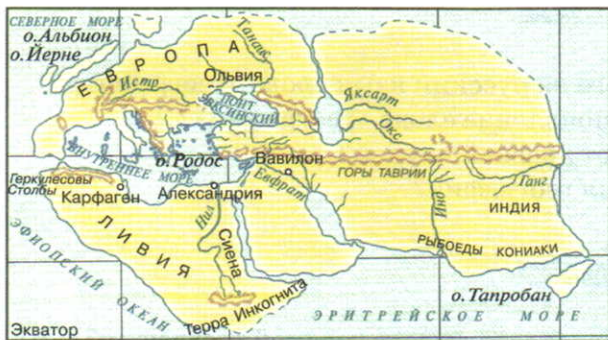 СЕВЕРНОЕ МОРЕ
о.Альбион
о.Йерне
ЕВРОПА
Танаис
Истр
Ольвия
ПОНТ
ЭВКСИНСКИЙ
Яксарт
Окс
ВНУТРЕННЕЕ МОРЕ
о.Родос
Вавилон
ГОРЫ ТАВРИИ
Ганг
Геркулесовы
Столбы
Карфаген
Александрия
Евфрат
Инд
ИНДИЯ
ЛИВИЯ
Нил
Сиена
РЫБОЕДЫ КОНИАКИ
ЭФИОПСКИЙ ОКЕАН
Терра Инкогнита
о.Тапробан
ЭРИТРЕЙСКОЕ МОРЕ
Экватор